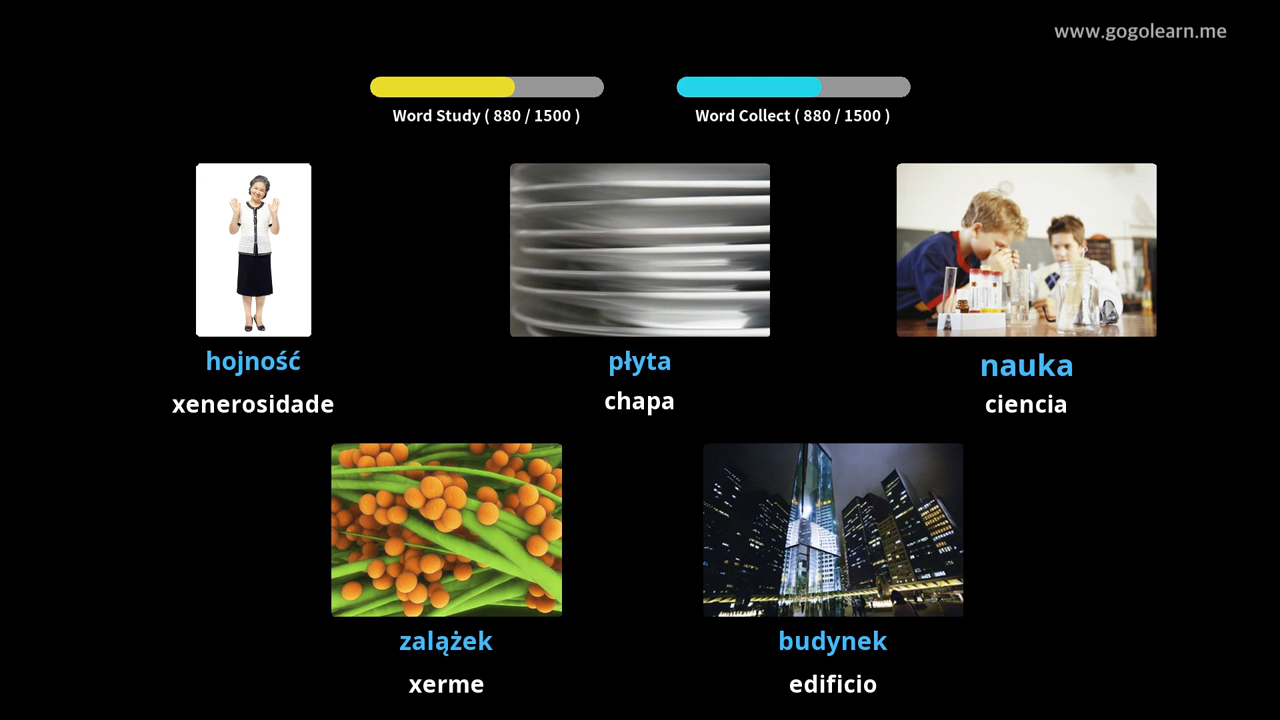 www.gogolearn.me
Word Study ( 880 / 1500 )
Word Collect ( 880 / 1500 )
hojność
płyta
nauka
xenerosidade
chapa
ciencia
zalążek
budynek
xerme
edificio